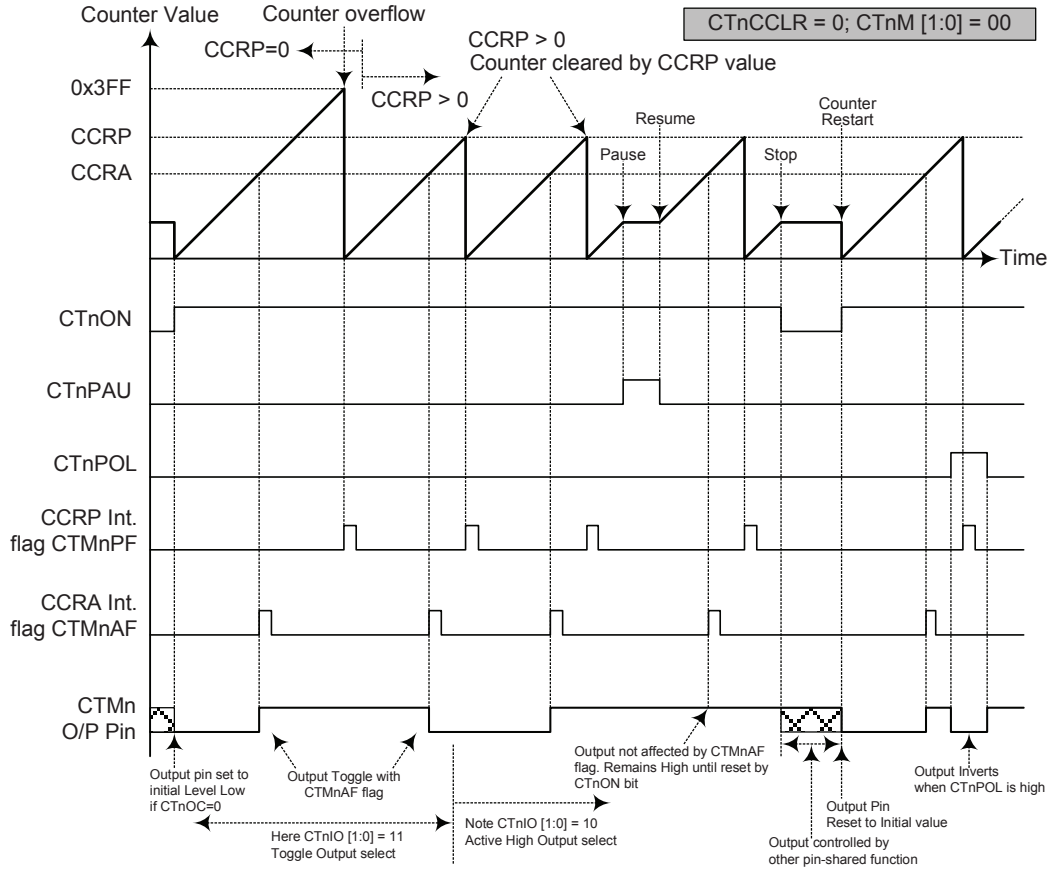 Counter Value
Counter overflow
CTnCCLR = 0; CTnM [1:0] = 00
CCRP=0
CCRP > 0
CCRP > 0
Counter cleared by CCRP value
0x3FF
CCRP
CCRA
Pause
Resume
Stop
Counter
Restart
Time
CTnON
CTnPAU
CTnPOL
CCRP Int.
flag CTMnPF
CCRA Int.
flag CTMnAF
CTMn
O/P Pin
Output pin set to
initial Level Low
if CTnOC=0
Output Toggle with
CTMnAF flag
Output not affected by CTMnAF
flag. Remains High until reset by
CTnON bit
Output Inverts
when CTnPOL is high
Output Pin
Reset to Initial value
Here CTnIO [1:0] = 11
Toggle Output select
Note CTnIO [1:0] = 10
Active High Output select
Output controlled by
other pin-shared function